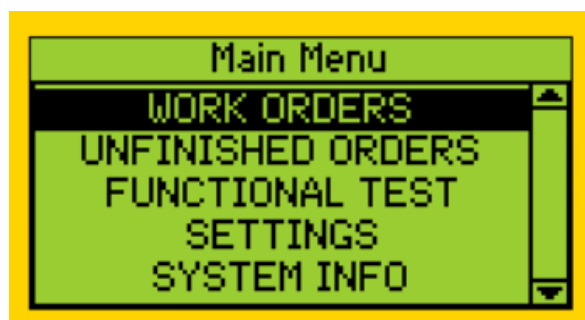 Main Menu
WORK ORDERS
UNFINISHED ORDERS
FUNCTIONAL TEST
SETTINGS
SYSTEM INFO